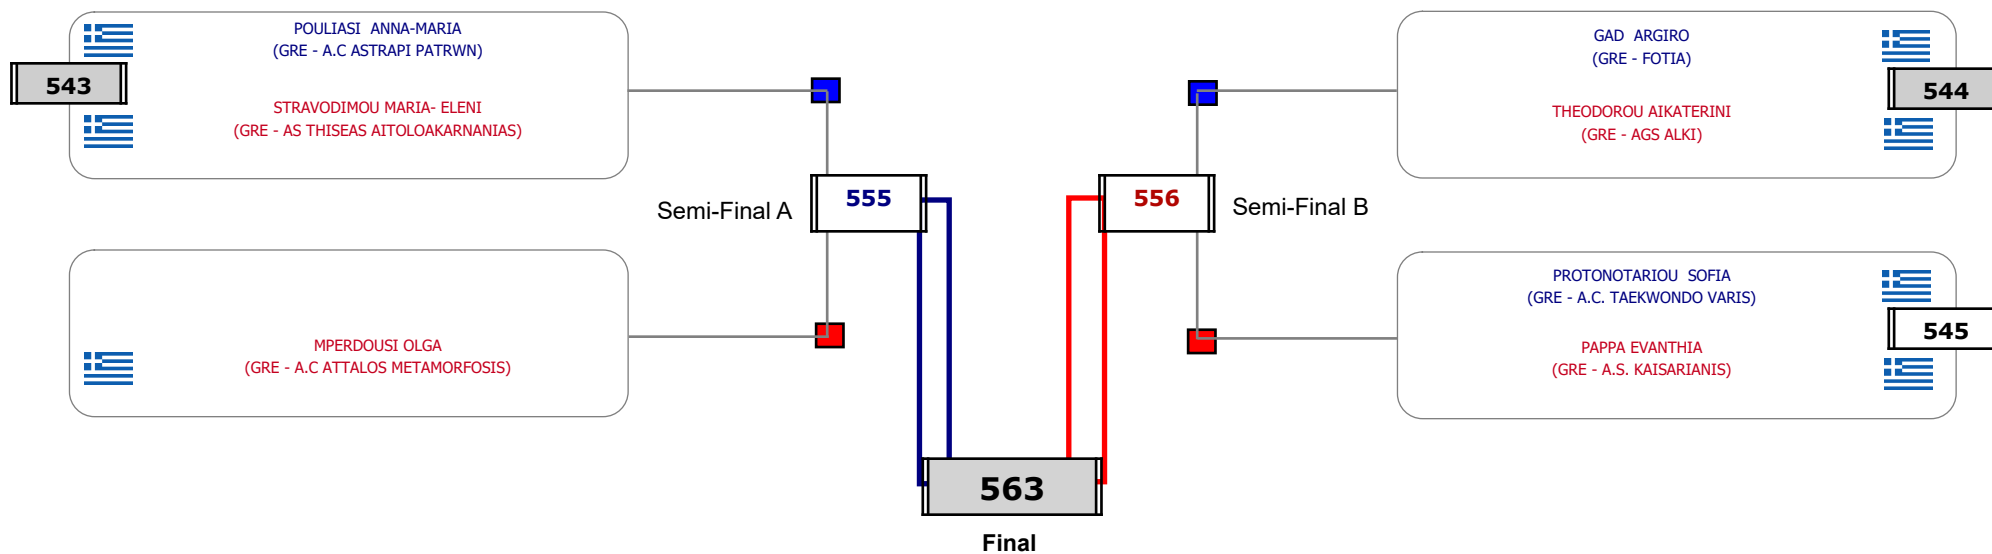 POULIASI  ANNA-MARIA
(GRE - A.C ASTRAPI PATRWN)
543
STRAVODIMOU MARIA- ELENI
(GRE - AS THISEAS AITOLOAKARNANIAS)
GAD  ARGIRO
(GRE - FOTIA)
544
THEODOROU AIKATERINI
(GRE - AGS ALKI)
Semi-Final A
555
556
Semi-Final B
MPERDOUSI OLGA
(GRE - A.C ATTALOS METAMORFOSIS)
PROTONOTARIOU  SOFIA
(GRE - A.C. TAEKWONDO VARIS)
545
PAPPA EVANTHIA
(GRE - A.S. KAISARIANIS)
563
Final